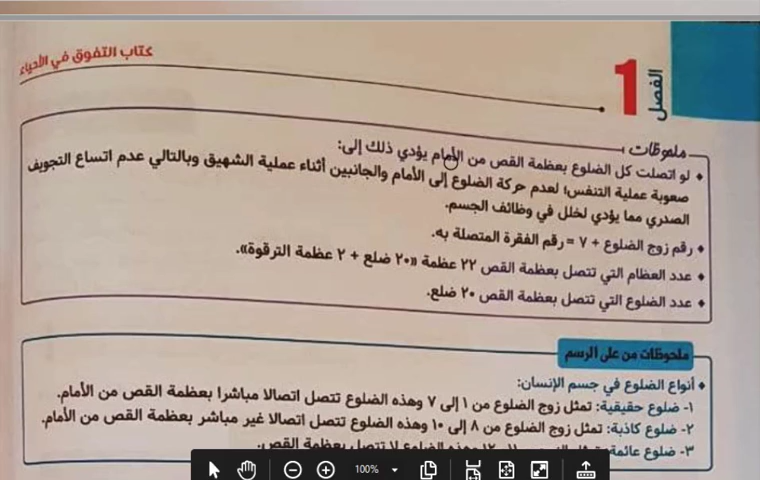 كتاب التفوق في الأحياء
الفصل
1
ملحوظات
لو اتصلت كل الضلوع بعظمة القص من الأمام يؤدي ذلك إلى:
صعوبة عملية التنفس؛ لعدم حركة الضلوع إلى الأمام والجانبين أثناء عملية الشهيق وبالتالي عدم اتساع التجويف
الصدري مما يؤدي لخلل في وظائف الجسم.
رقم زوج الضلوع + ٧ = رقم الفقرة المتصلة به.
عدد العظام التي تتصل بعظمة القص ٢٢ عظمة «٢٠ ضلع + ٢ عظمة الترقوة».
عدد الضلوع التي تتصل بعظمة القص ٢٠ ضلع.
ملحوظات من على الرسم
أنواع الضلوع في جسم الإنسان:
١- ضلوع حقيقية: تمثل زوج الضلوع من ١ إلى ٧ وهذه الضلوع تتصل اتصالا مباشرا بعظمة القص من الأمام.
٢- ضلوع كاذبة: تمثل زوج الضلوع من ٨ إلى ١٠ وهذه الضلوع تتصل اتصالا غير مباشر بعظمة القص من الأمام.
٣- ضلوع عائمة: وهذه الضلوع لا تتصل بعظمة القص.
100%